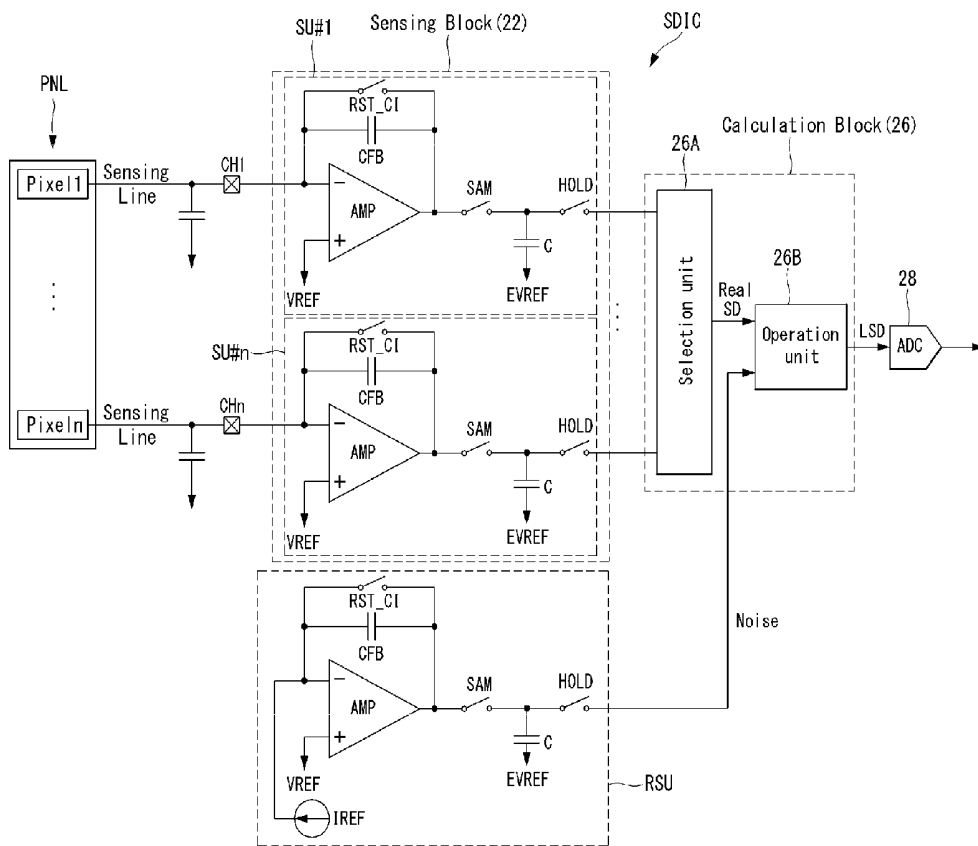 Sensing Block(22)
SU#1
SDIC
PNL
RST_CI
Calculation Block(26)
CFB
26A
Pixel1
Sensing
Line
CH1
SAM
HOLD
AMP
C
VREF
EVREF
26B
Real
SD
28
Selection unit
Operation
unit
LSD
ADC
SU#n
RST_CI
CFB
Pixeln
Sensing
Line
CHn
SAM
HOLD
AMP
C
VREF
EVREF
RST_CI
Noise
CFB
SAM
HOLD
AMP
C
VREF
EVREF
RSU
IREF